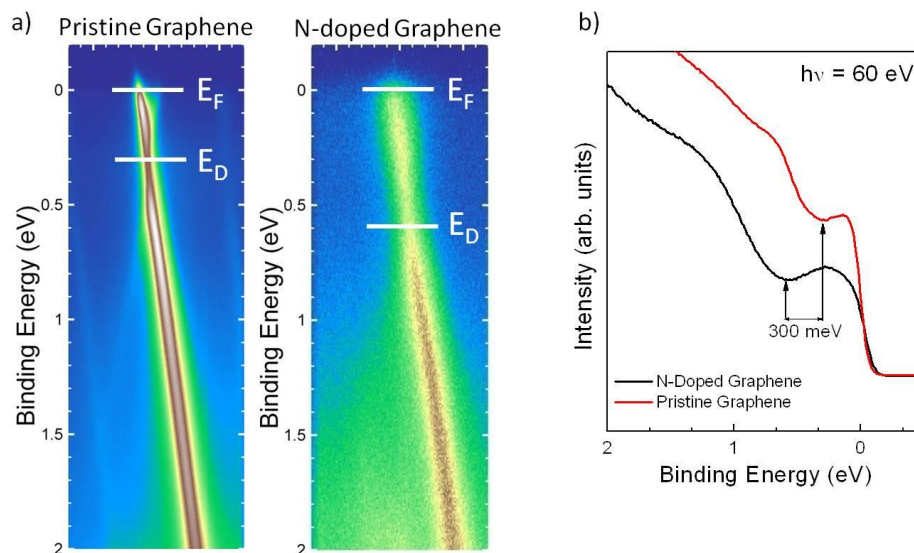 a)
Pristine Graphene
N-doped Graphene
b)
0
0.5
1
1.5
2
Binding Energy (eV)
E_F
E_D
0
0.5
1
1.5
2
Binding Energy (eV)
E_F
E_D
hν = 60 eV
Intensity (arb. units)
300 meV
N-Doped Graphene
Pristine Graphene
2 1 0
Binding Energy (eV)